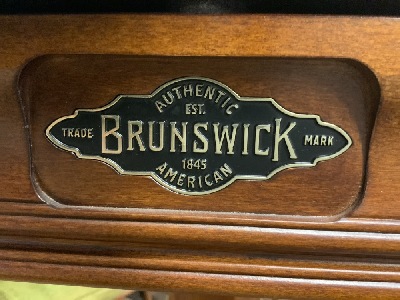 AUTHENTIC
EST.
TRADE BRUNSWICK MARK
1845
AMERICAN